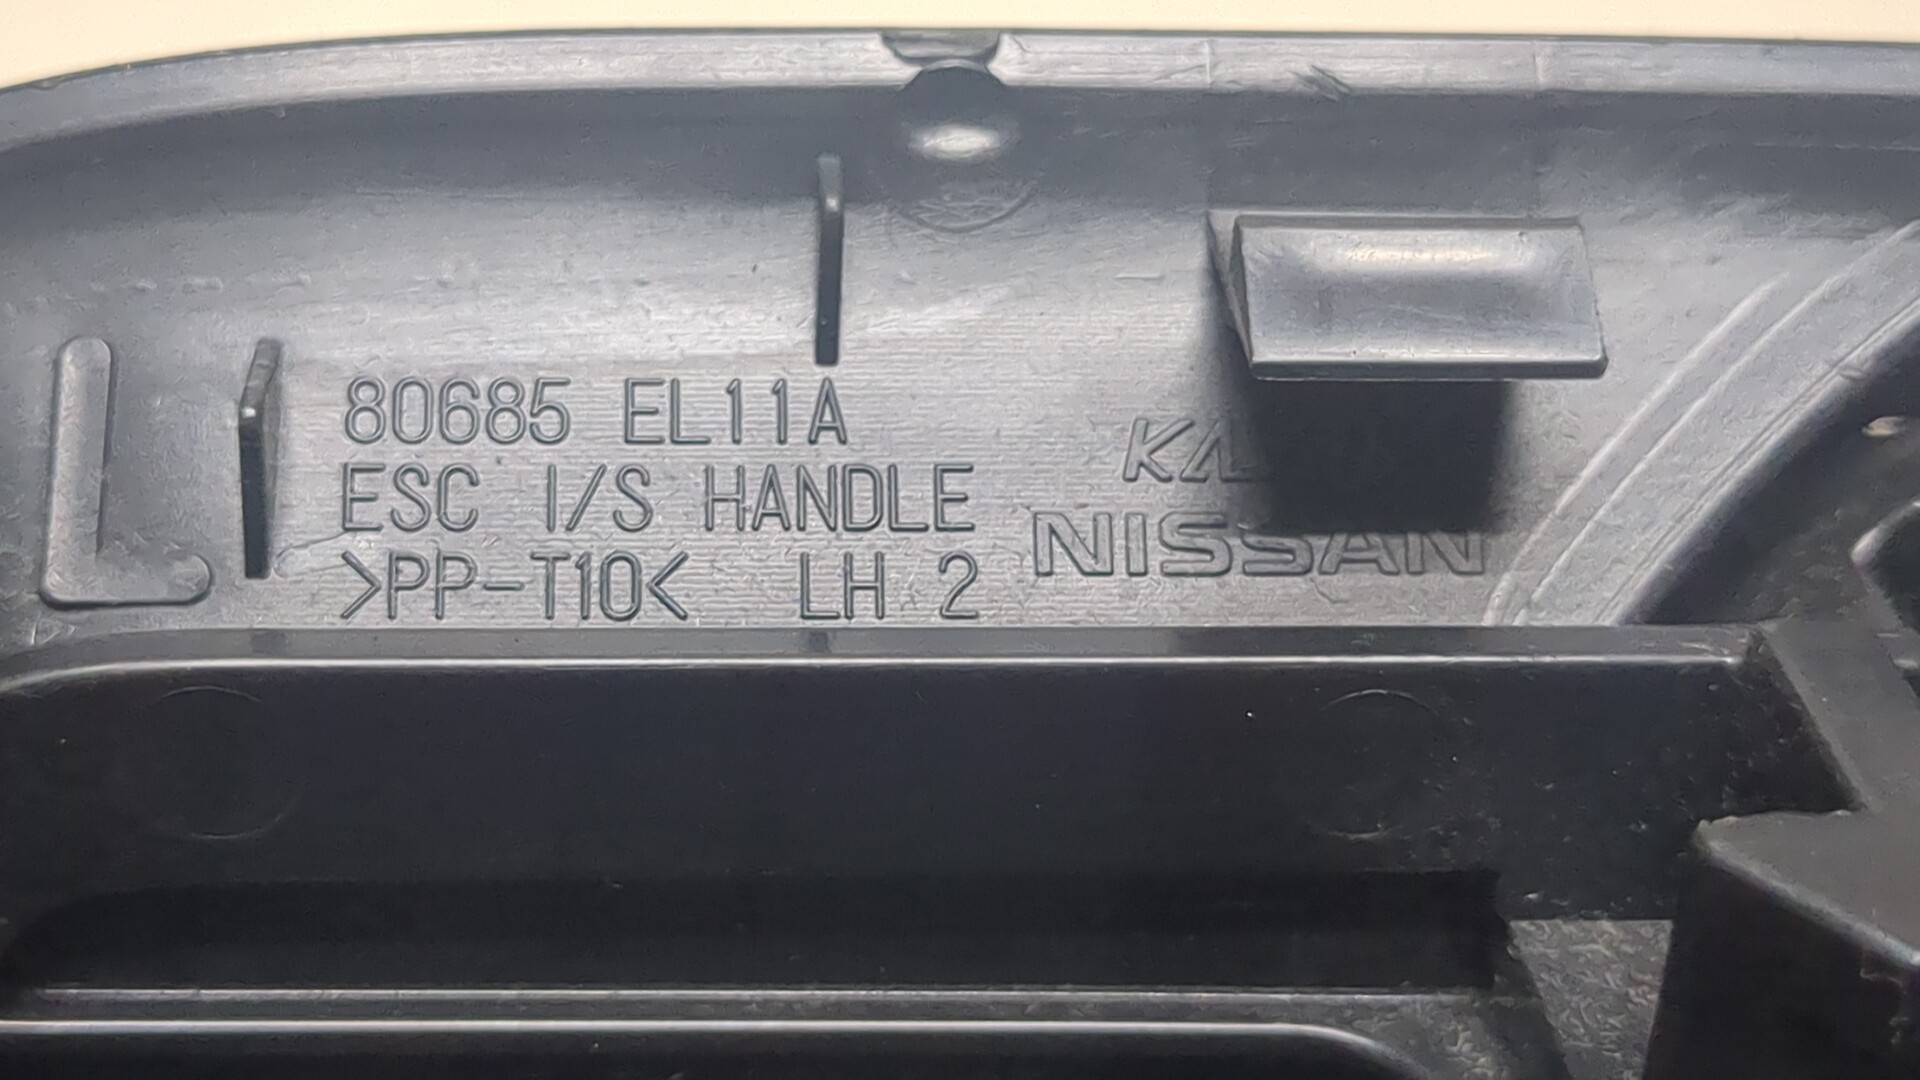 L
80685 EL11A
ESC I/S HANDLE
>PP-T10< LH 2
NISSAN